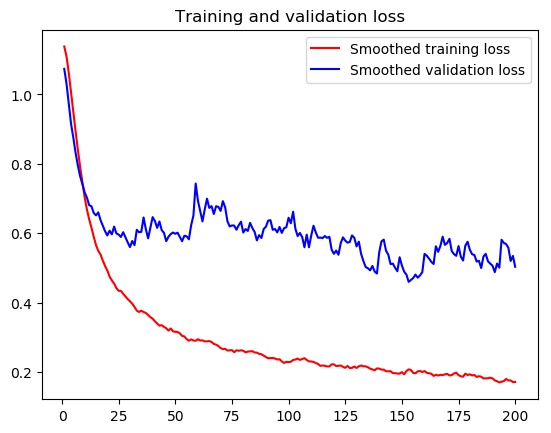 Training and validation loss
Smoothed training loss
Smoothed validation loss
1.0
0.8
0.6
0.4
0.2
0 25 50 75 100 125 150 175 200